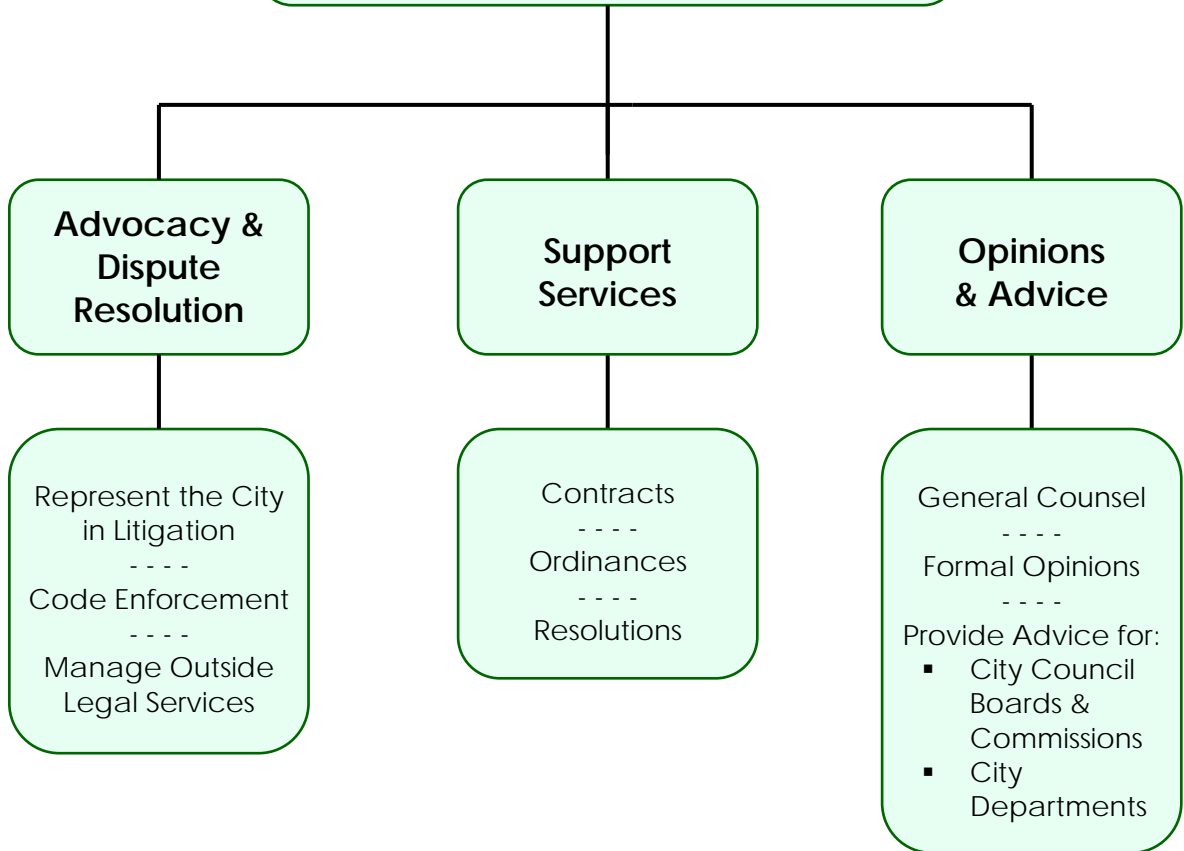 Advocacy &
Dispute
Resolution
Support
Services
Opinions
& Advice
Represent the City
in Litigation
- - - -
Code Enforcement
- - - -
Manage Outside
Legal Services
Contracts
- - - -
Ordinances
- - - -
Resolutions
General Counsel
- - - -
Formal Opinions
- - - -
Provide Advice for:
▪ City Council
Boards &
Commissions
▪ City
Departments